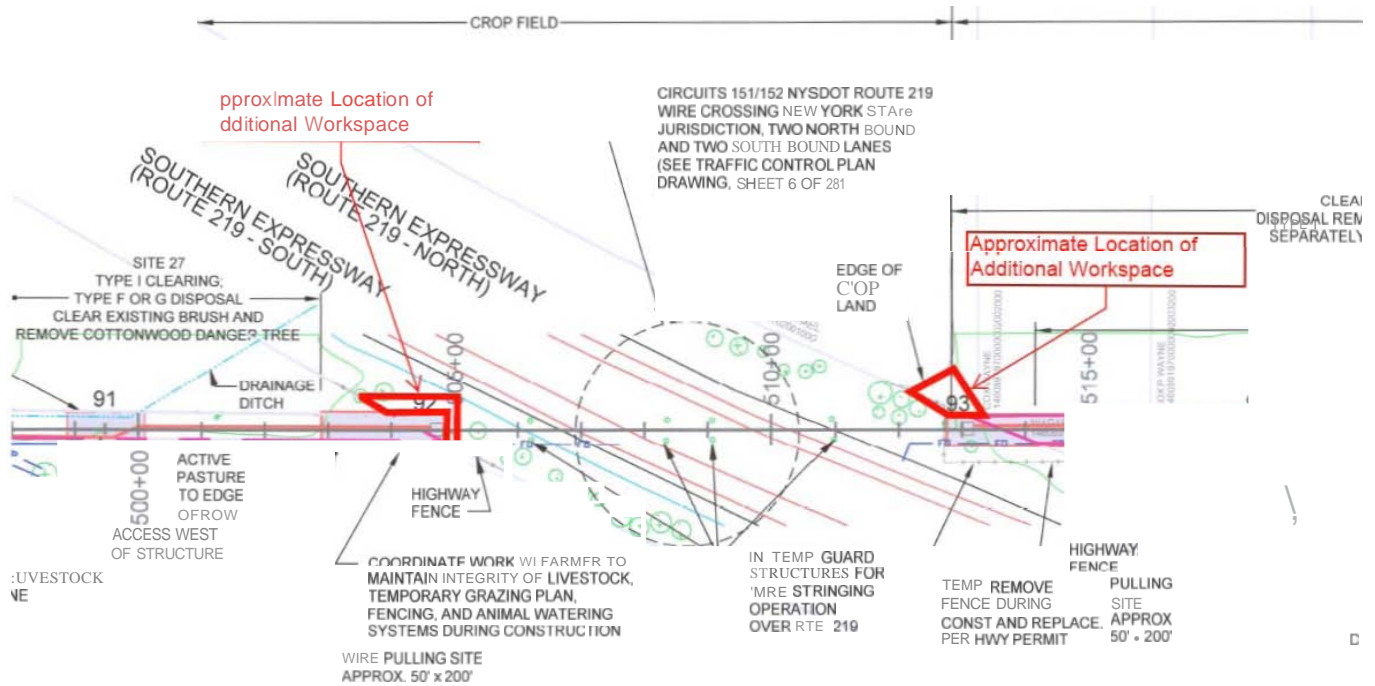 CROP FIELD
pproxImate Location of
dditional Workspace
CIRCUITS 151/152 NYSDOT ROUTE 219
WIRE CROSSING NEW YORK STAre
JURISDICTION, TWO NORTH BOUND
AND TWO SOUTH BOUND LANES
(SEE TRAFFIC CONTROL PLAN
DRAWING, SHEET 6 OF 281
SOUTHERN EXPRESSWAY
(ROUTE 219 - SOUTH)
SOUTHERN EXPRESSWAY
(ROUTE 219 - NORTH)
CLEAI
DISPOSAL REM
SEPARATELY
Approximate Location of
Additional Workspace
EDGE OF
C'OP
LAND
SITE 27
TYPE I CLEARING;
TYPE F OR G DISPOSAL
CLEAR EXISTING BRUSH AND
REMOVE COTTONWOOD DANGER TREE
DRAINAGE
DITCH
91
92
93
500+00
505+00
510+00
515+00
ACTIVE
PASTURE
TO EDGE
OFROW
ACCESS WEST
OF STRUCTURE
:UVESTOCK
NE
HIGHWAY
FENCE
COORDINATE WORK WI FARMER TO
MAINTAIN INTEGRITY OF LIVESTOCK,
TEMPORARY GRAZING PLAN,
FENCING, AND ANIMAL WATERING
SYSTEMS DURING CONSTRUCTION
WIRE PULLING SITE
APPROX. 50' x 200'
IN TEMP GUARD
STRUCTURES FOR
'MRE STRINGING
OPERATION
OVER RTE 219
TEMP REMOVE
FENCE DURING
CONST AND REPLACE.
PER HWY PERMIT
HIGHWAY
FENCE
PULLING
SITE
APPROX
50' • 200'
D